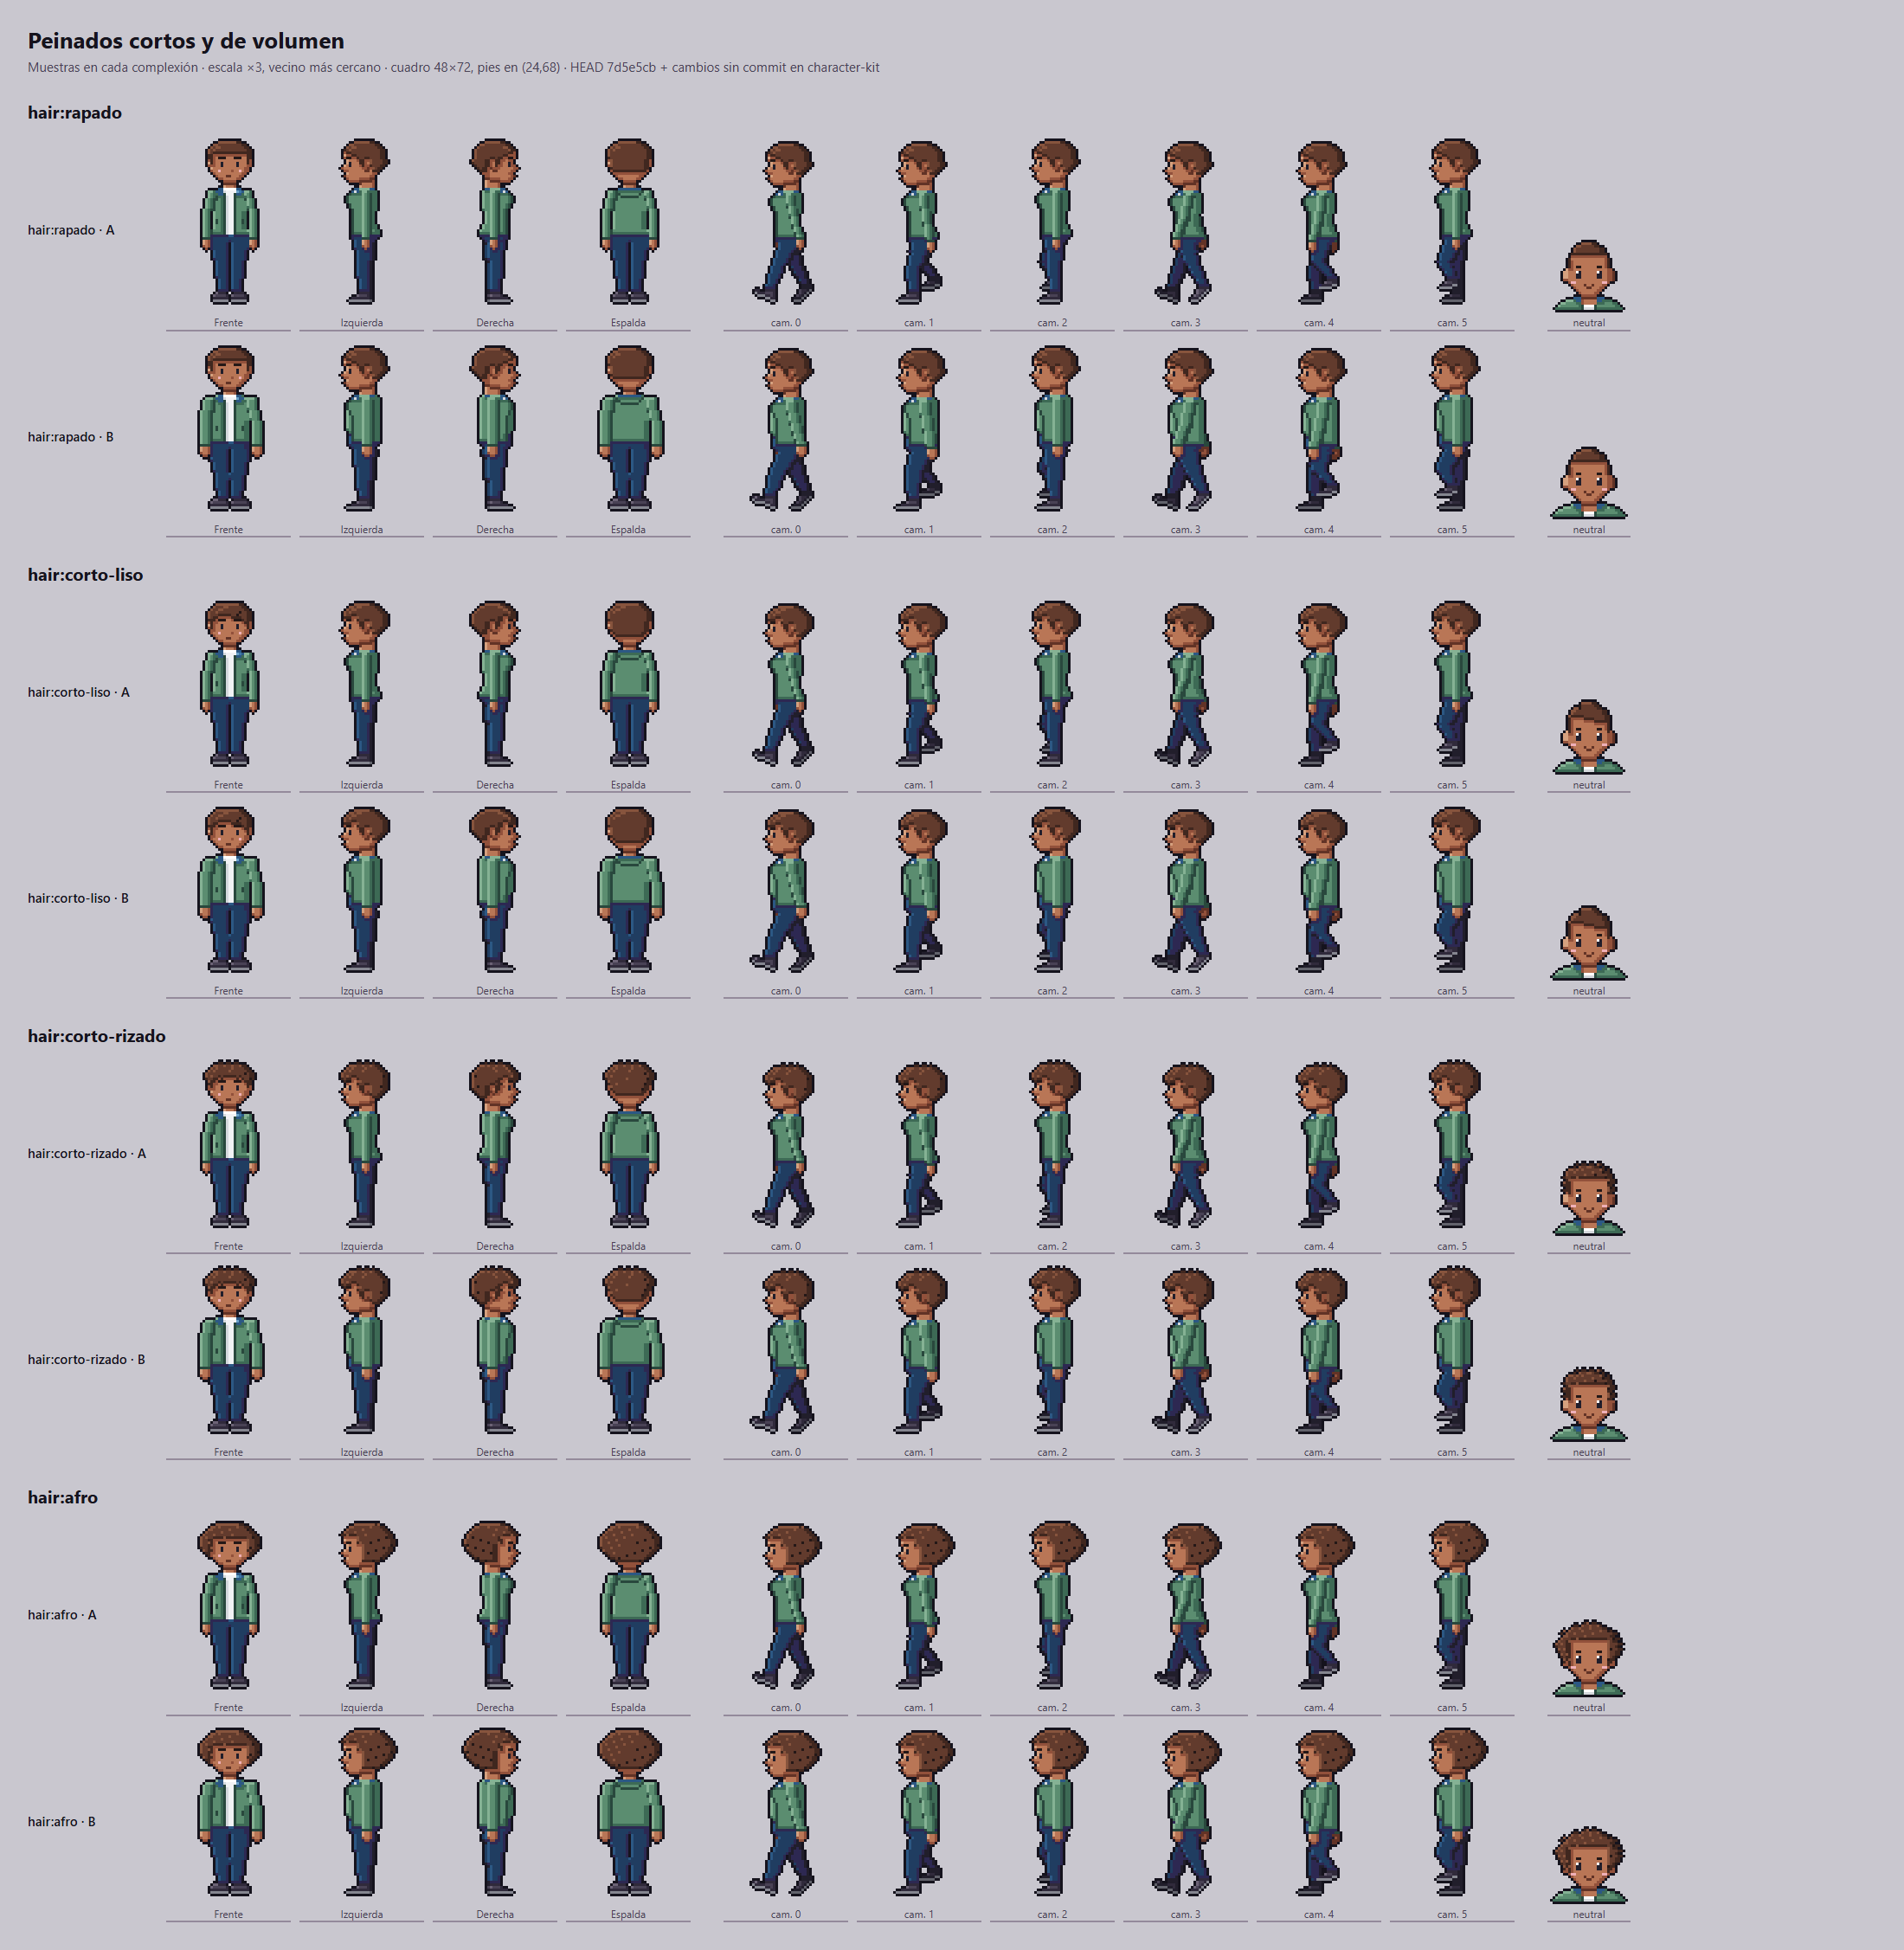 Peinados cortos y de volumen
Muestras en cada complexión · escala ×3, vecino más cercano · cuadro 48×72, pies en (24,68) · HEAD 7d5e5cb + cambios sin commit en character-kit
hair:rapado
hair:rapado · A
Frente Izquierda Derecha Espalda cam. 0 cam. 1 cam. 2 cam. 3 cam. 4 cam. 5 neutral
hair:rapado · B
Frente Izquierda Derecha Espalda cam. 0 cam. 1 cam. 2 cam. 3 cam. 4 cam. 5 neutral
hair:corto-liso
hair:corto-liso · A
Frente Izquierda Derecha Espalda cam. 0 cam. 1 cam. 2 cam. 3 cam. 4 cam. 5 neutral
hair:corto-liso · B
Frente Izquierda Derecha Espalda cam. 0 cam. 1 cam. 2 cam. 3 cam. 4 cam. 5 neutral
hair:corto-rizado
hair:corto-rizado · A
Frente Izquierda Derecha Espalda cam. 0 cam. 1 cam. 2 cam. 3 cam. 4 cam. 5 neutral
hair:corto-rizado · B
Frente Izquierda Derecha Espalda cam. 0 cam. 1 cam. 2 cam. 3 cam. 4 cam. 5 neutral
hair:afro
hair:afro · A
Frente Izquierda Derecha Espalda cam. 0 cam. 1 cam. 2 cam. 3 cam. 4 cam. 5 neutral
hair:afro · B
Frente Izquierda Derecha Espalda cam. 0 cam. 1 cam. 2 cam. 3 cam. 4 cam. 5 neutral